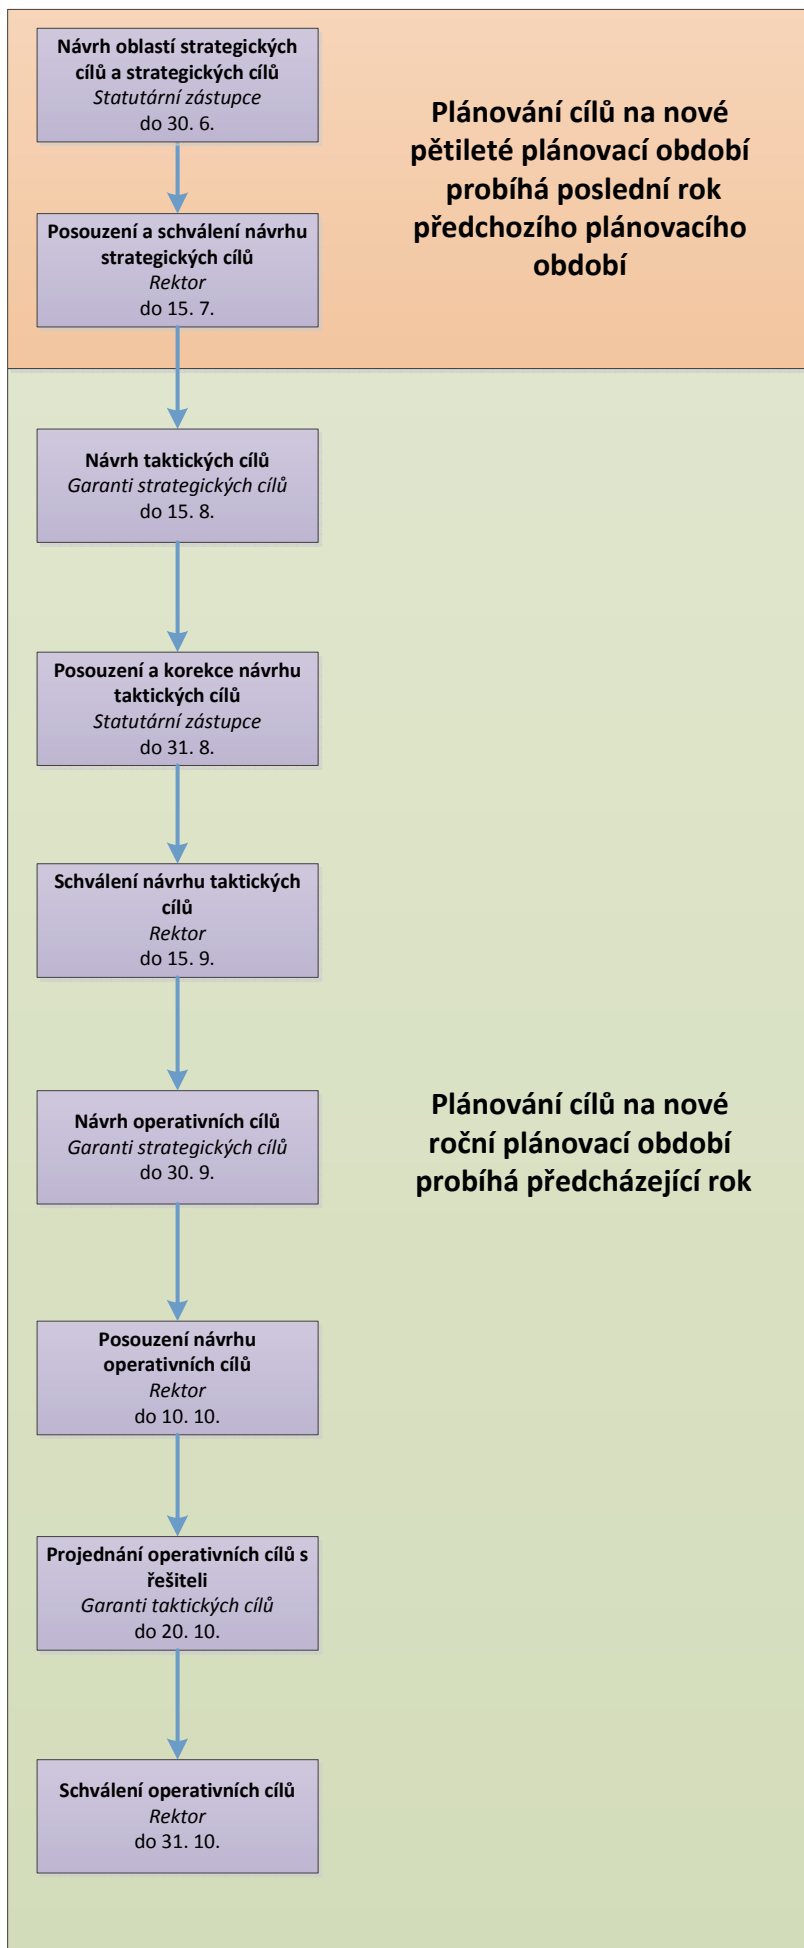 Návrh oblastí strategických
cílů a strategických cílů
Statutární zástupce
do 30. 6.
Plánování cílů na nové
pětileté plánovací období
probíhá poslední rok
předchozího plánovacího
období
Posouzení a schválení návrhu
strategických cílů
Rektor
do 15. 7.
Návrh taktických cílů
Garanti strategických cílů
do 15. 8.
Posouzení a korekce návrhu
taktických cílů
Statutární zástupce
do 31. 8.
Schválení návrhu taktických
cílů
Rektor
do 15. 9.
Návrh operativních cílů
Garanti strategických cílů
do 30. 9.
Plánování cílů na nové
roční plánovací období
probíhá předcházející rok
Posouzení návrhu
operativních cílů
Rektor
do 10. 10.
Projednání operativních cílů s
řešiteli
Garanti taktických cílů
do 20. 10.
Schválení operativních cílů
Rektor
do 31. 10.